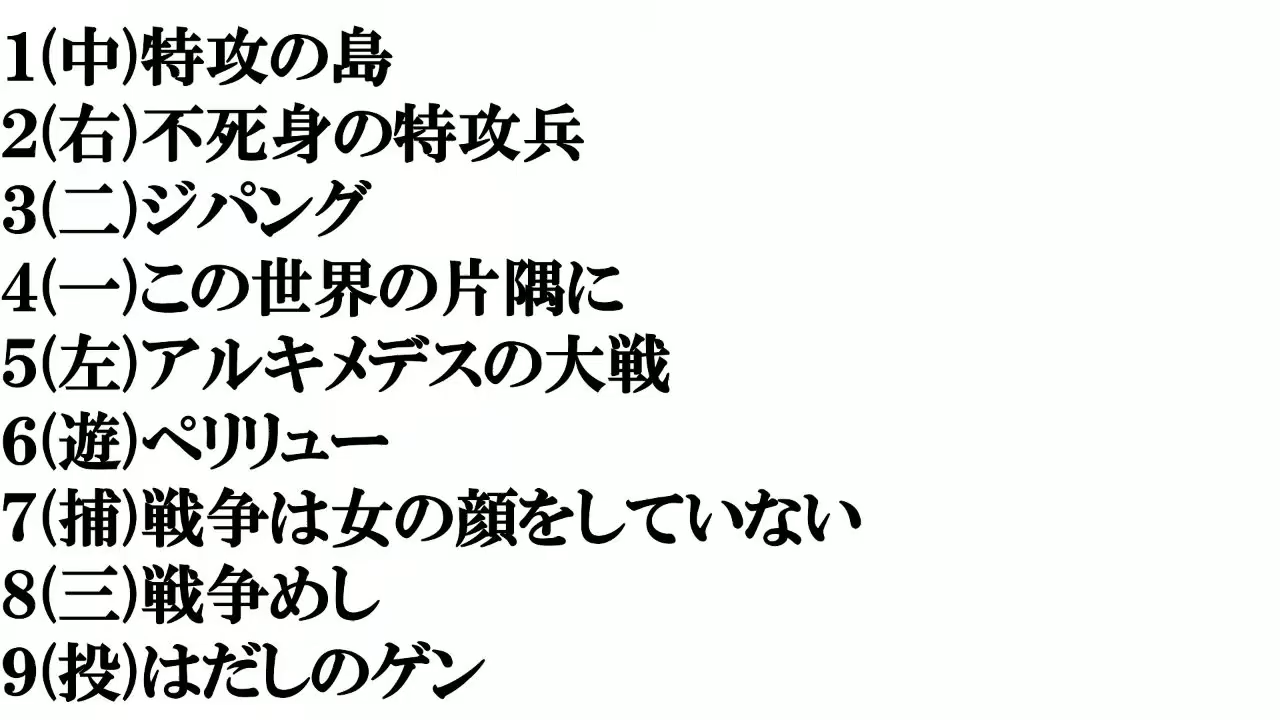 1(中)特攻の島
2(右)不死身の特攻兵
3(二)ジパング
4(一)この世界の片隅に
5(左)アルキメデスの大戦
6(遊)ペリリュー
7(捕)戦争は女の顔をしていない
8(三)戦争めし
9(投)はだしのゲン